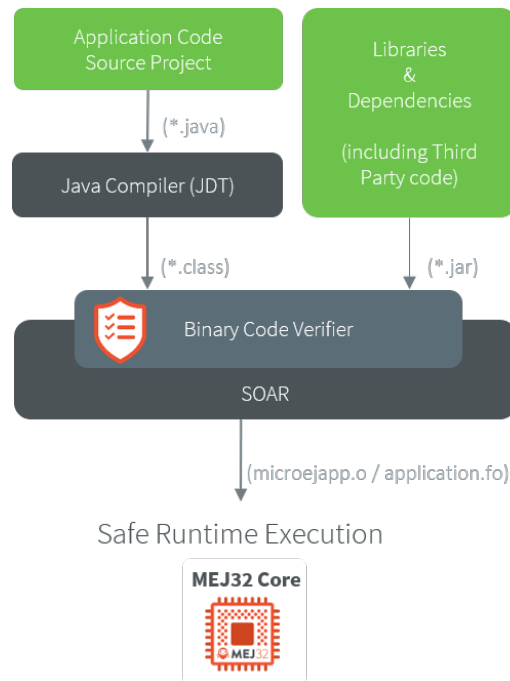 Application Code
Source Project
Libraries
&
Dependencies
(including Third
Party code)
(*.java)
Java Compiler (JDT)
(*.class)
(*.jar)
Binary Code Verifier
SOAR
(microejapp.o / application.fo)
Safe Runtime Execution
MEJ32 Core
MEJ32